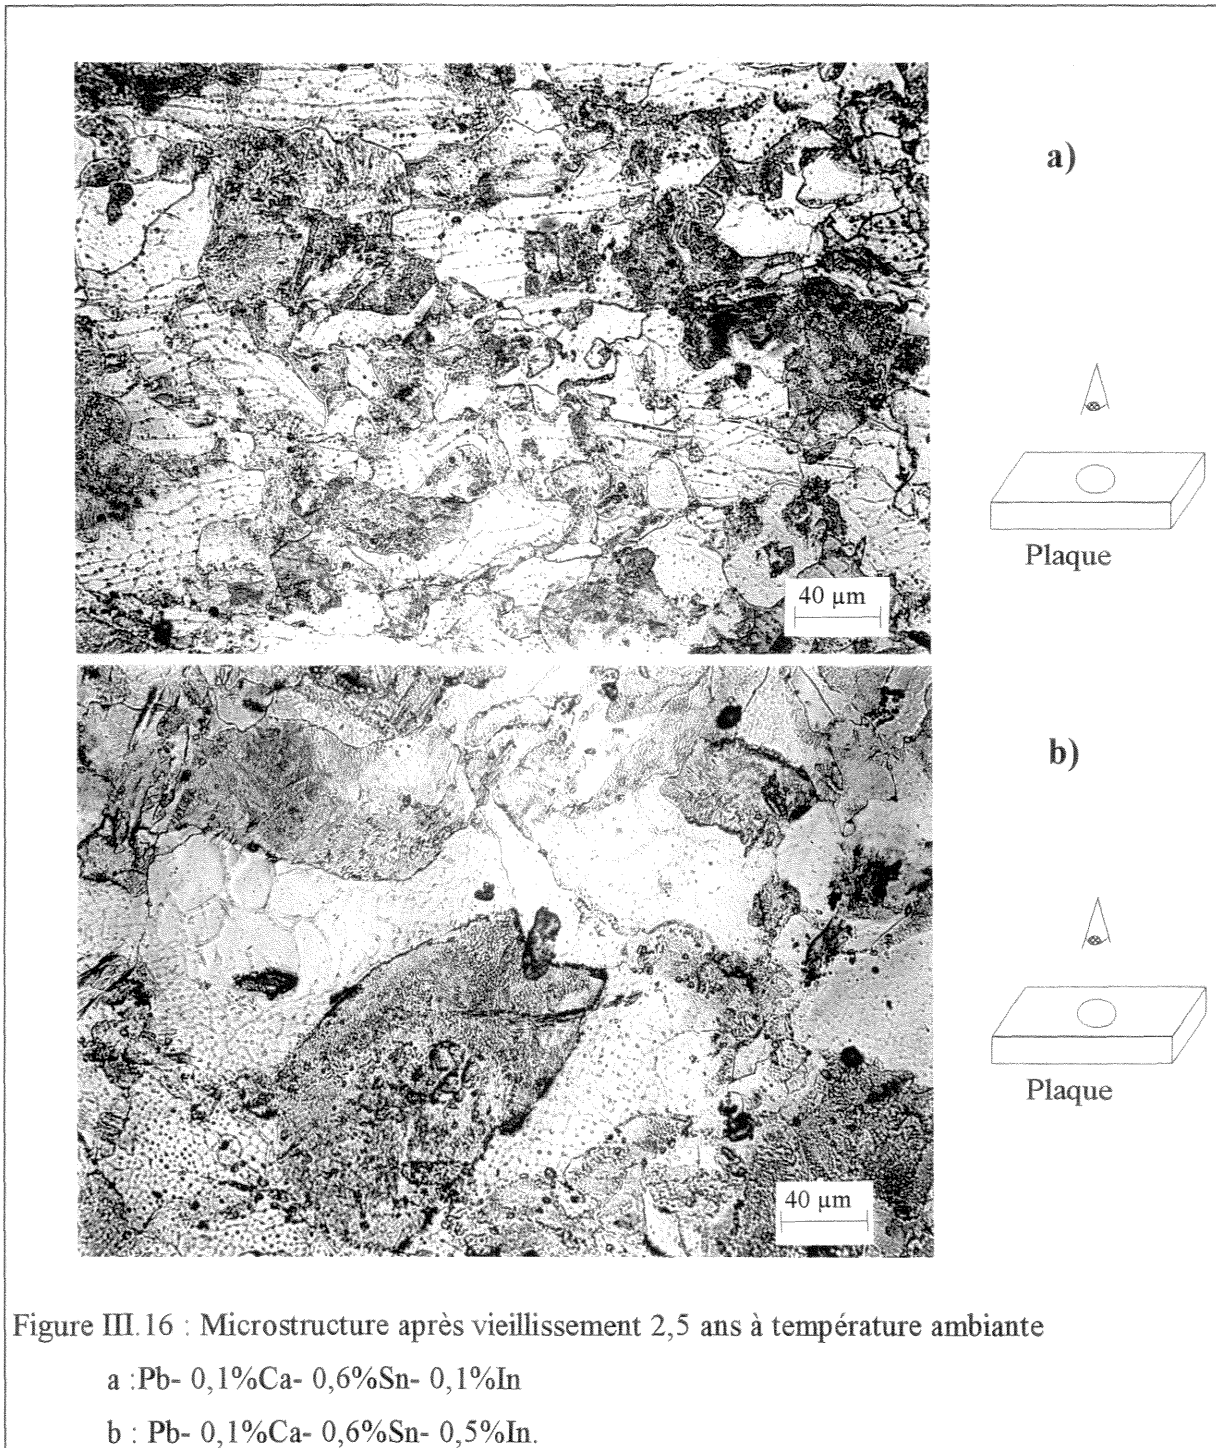 a)
Plaque
40 µm
b)
Plaque
40 µm
Figure III.16 : Microstructure après vieillissement 2,5 ans à température ambiante
a :Pb- 0,1%Ca- 0,6%Sn- 0,1%In
b : Pb- 0,1%Ca- 0,6%Sn- 0,5%In.